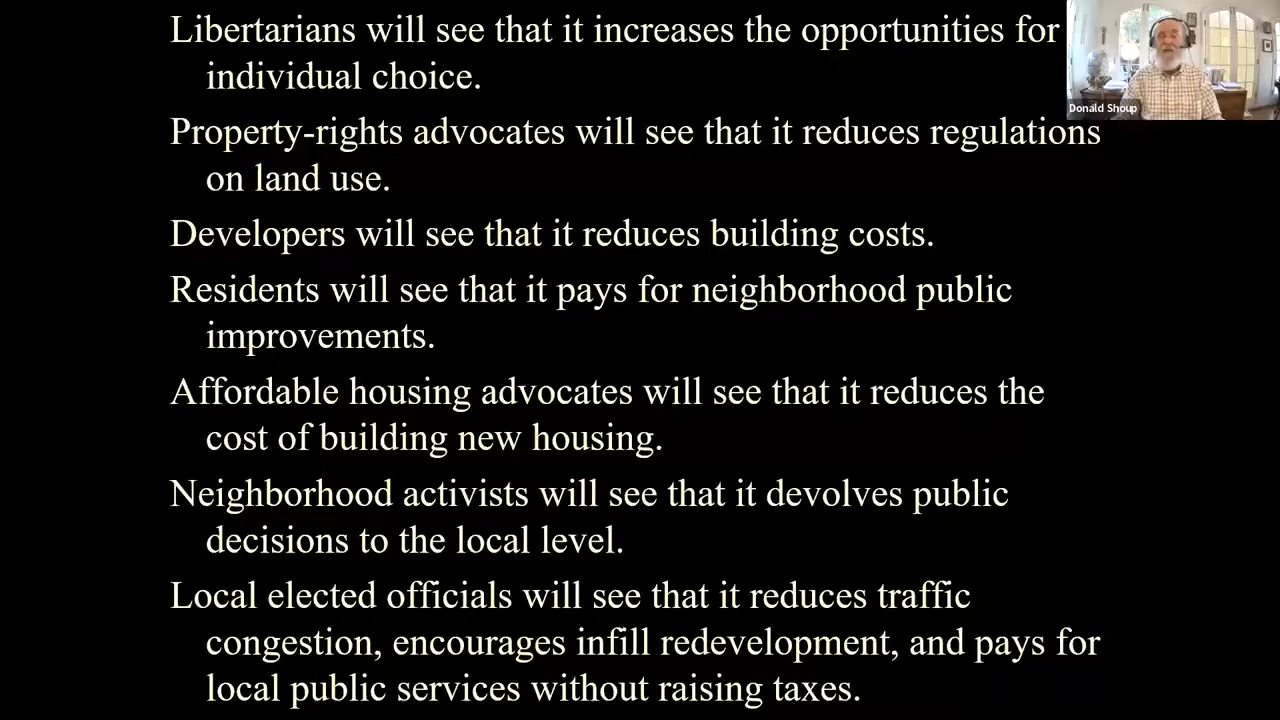 Libertarians will see that it increases the opportunities for
individual choice.
Donald Shoup
Property-rights advocates will see that it reduces regulations
on land use.
Developers will see that it reduces building costs.
Residents will see that it pays for neighborhood public
improvements.
Affordable housing advocates will see that it reduces the
cost of building new housing.
Neighborhood activists will see that it devolves public
decisions to the local level.
Local elected officials will see that it reduces traffic
congestion, encourages infill redevelopment, and pays for
local public services without raising taxes.